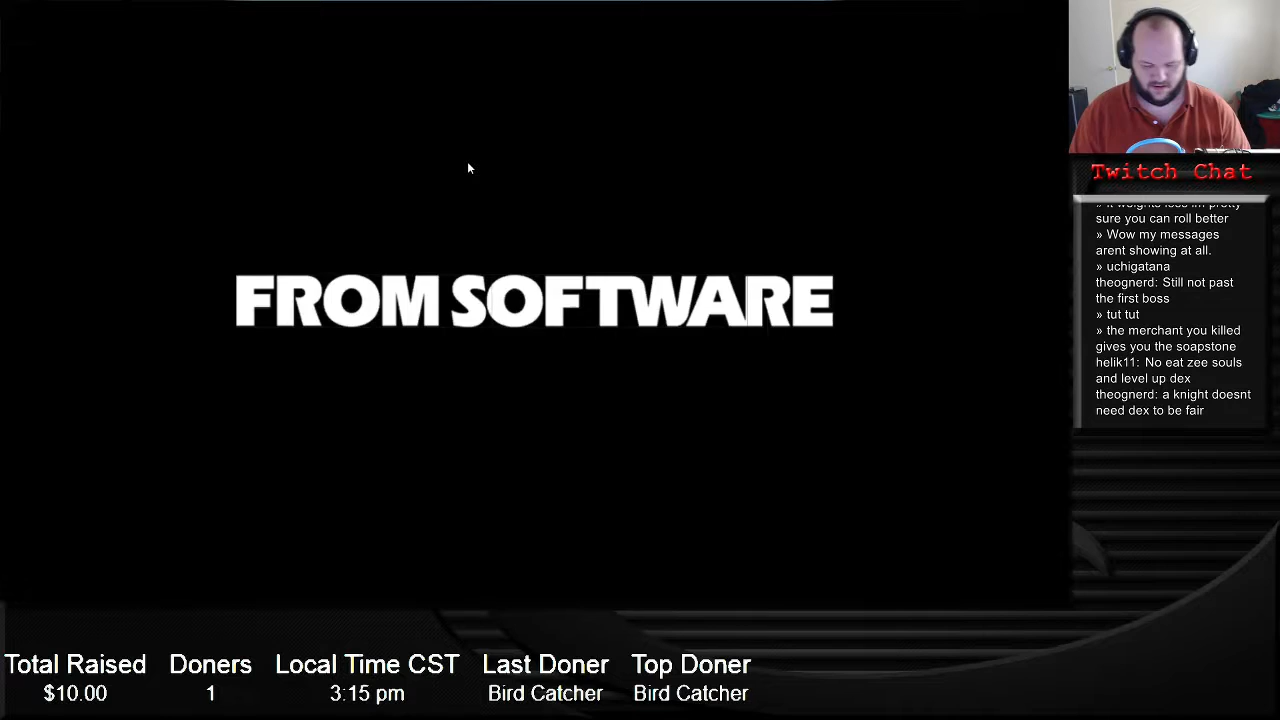 FROM SOFTWARE
Twitch Chat
sure you can roll better
» Wow my messages
arent showing at all.
» uchigatana
theognerd: Still not past
the first boss
» tut tut
» the merchant you killed
gives you the soapstone
helik11: No eat zee souls
and level up dex
theognerd: a knight doesnt
need dex to be fair
Total Raised Doners Local Time CST Last Doner Top Doner
$10.00 1 3:15 pm Bird Catcher Bird Catcher